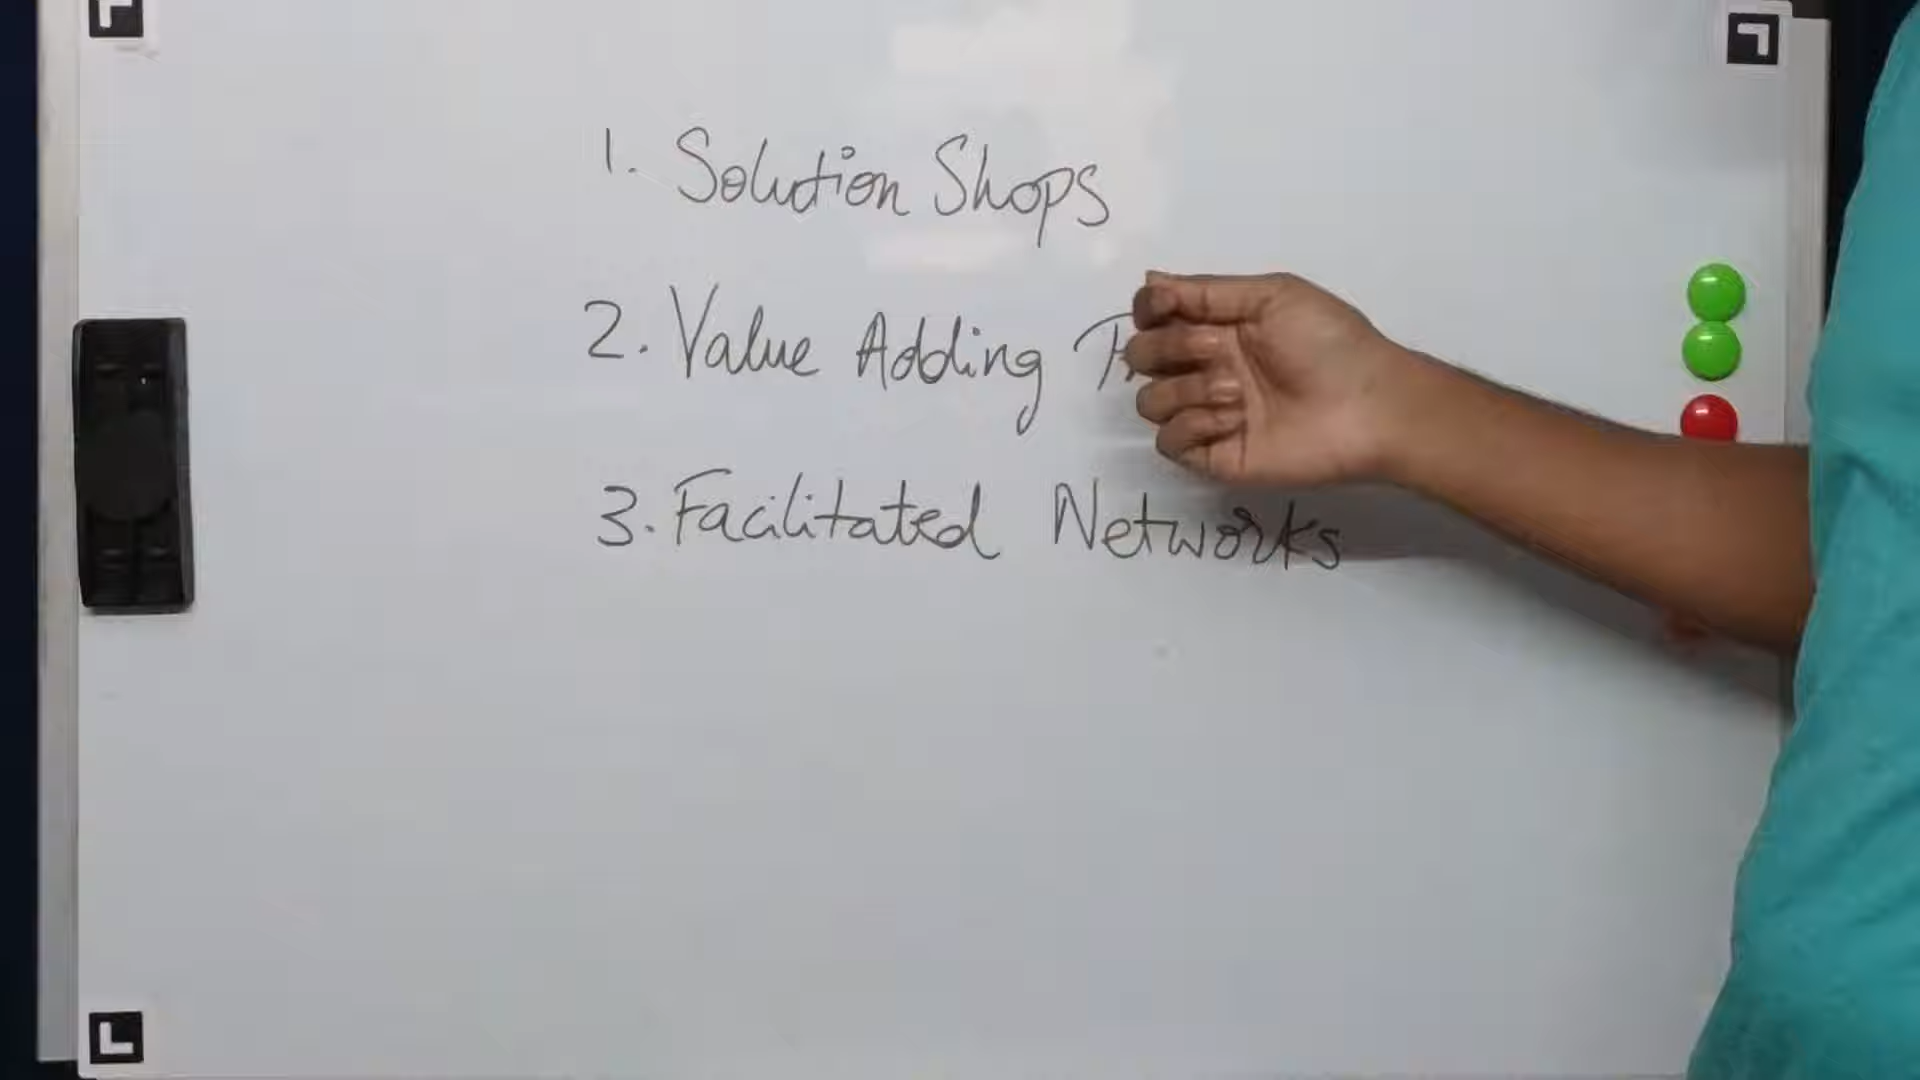 1. Solution Shops
2. Value Adding
3. Facilitated Networks